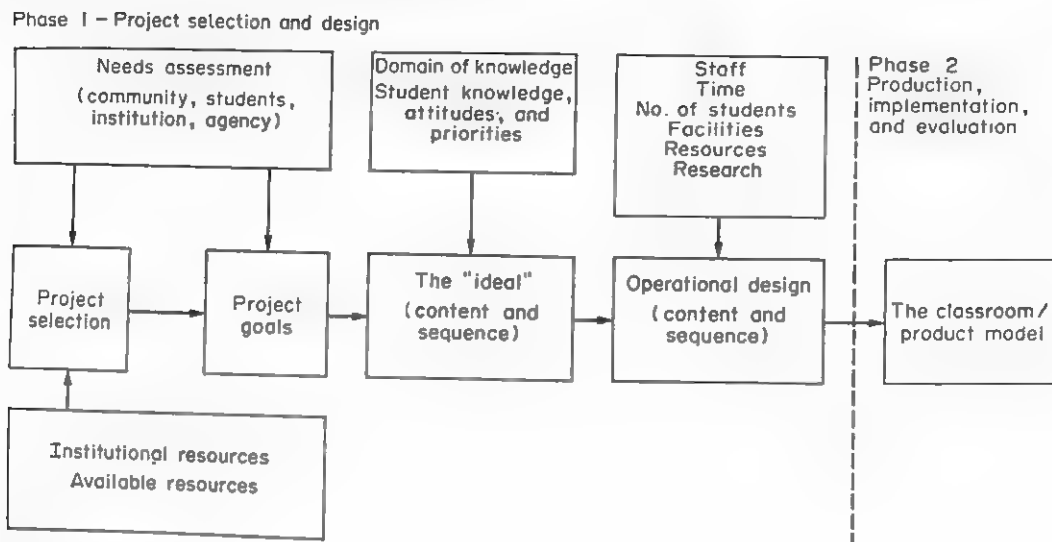 Phase 1 – Project selection and design
Needs assessment
(community, students,
institution, agency)
Domain of knowledge
Student knowledge,
attitudes, and
priorities
Staff
Time
No. of students
Facilities
Resources
Research
Phase 2
Production,
implementation,
and evaluation
Project
selection
Project
goals
The "ideal"
(content and
sequence)
Operational design
(content and
sequence)
The classroom/
product model
Institutional resources
Available resources